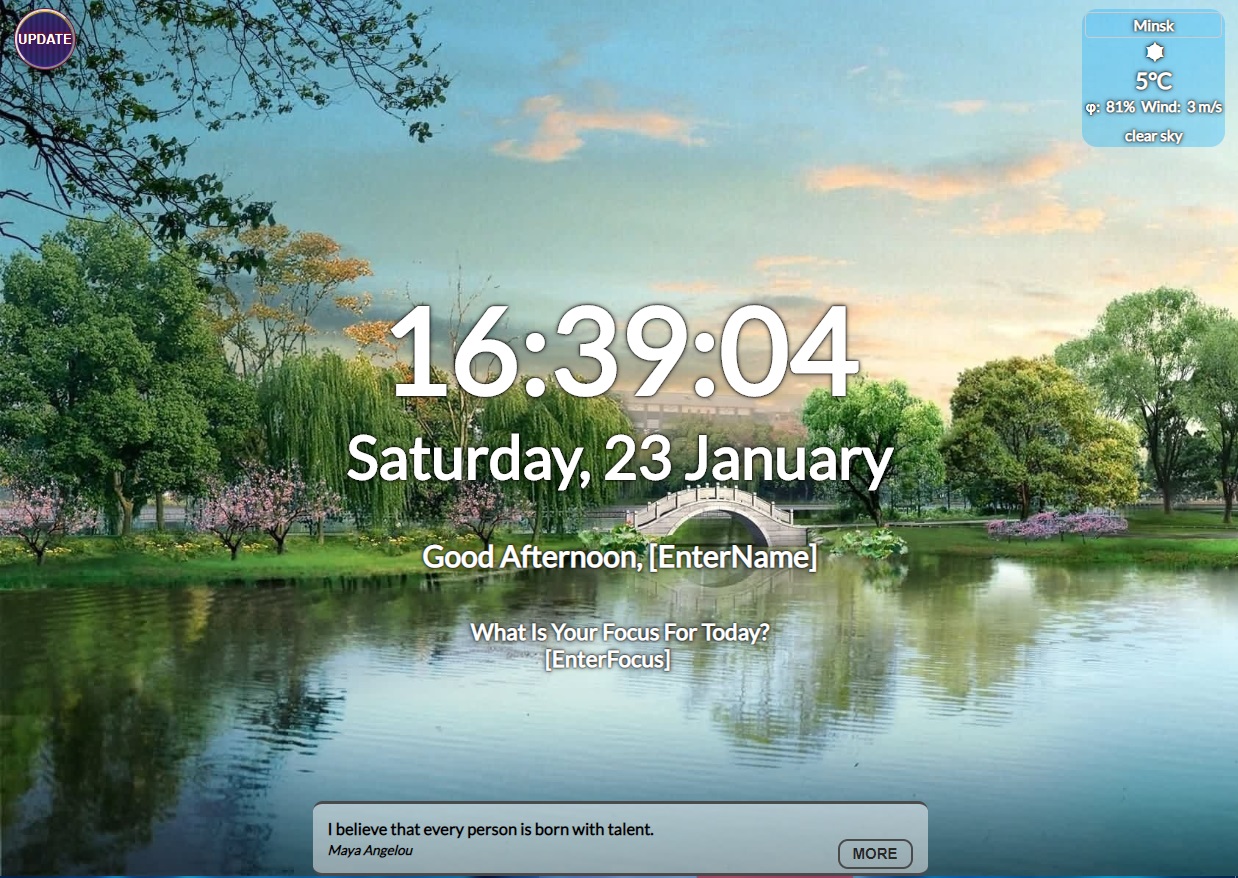 UPDATE
Minsk
5°C
φ: 81% Wind: 3 m/s
clear sky
16:39:04
Saturday, 23 January
Good Afternoon, [EnterName]
What Is Your Focus For Today?
[EnterFocus]
I believe that every person is born with talent.
Maya Angelou
MORE